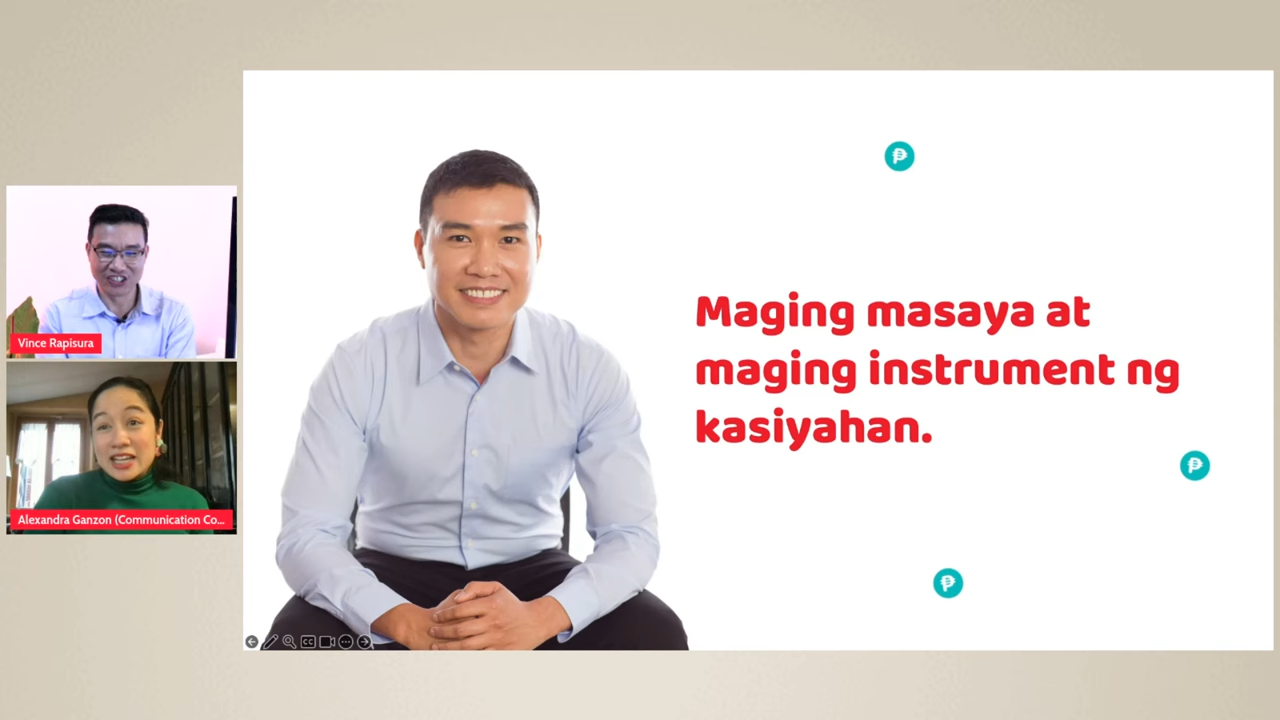 Vince Rapisura
Alexandra Ganzon (Communication Co...
Maging masaya at
maging instrument ng
kasiyahan.